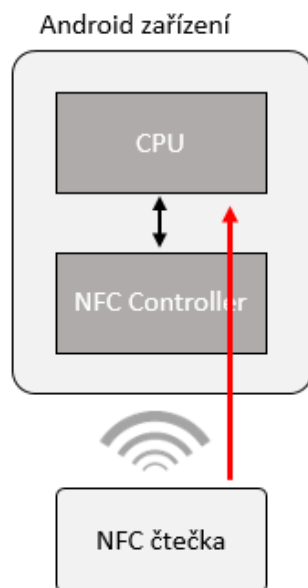 Android zařízení
CPU
NFC Controller
NFC čtečka